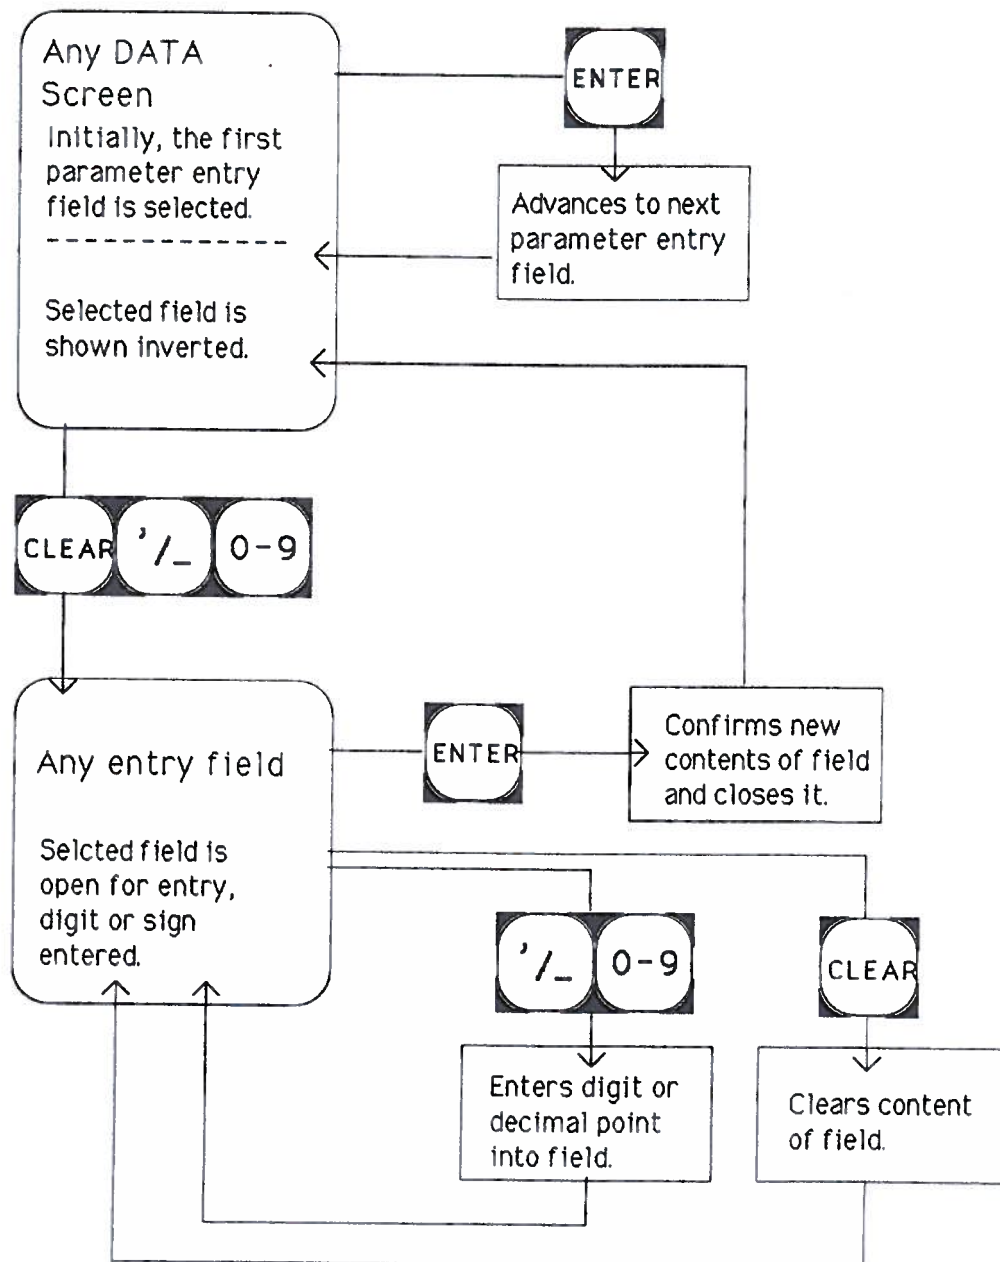 Any DATA
Screen
Initially, the first
parameter entry
field is selected.
Selected field is
shown inverted.
ENTER
Advances to next
parameter entry
field.
CLEAR
'/_
0-9
Any entry field
Selcted field is
open for entry,
digit or sign
entered.
ENTER
Confirms new
contents of field
and closes it.
'/_
0-9
CLEAR
Enters digit or
decimal point
into field.
Clears content
of field.